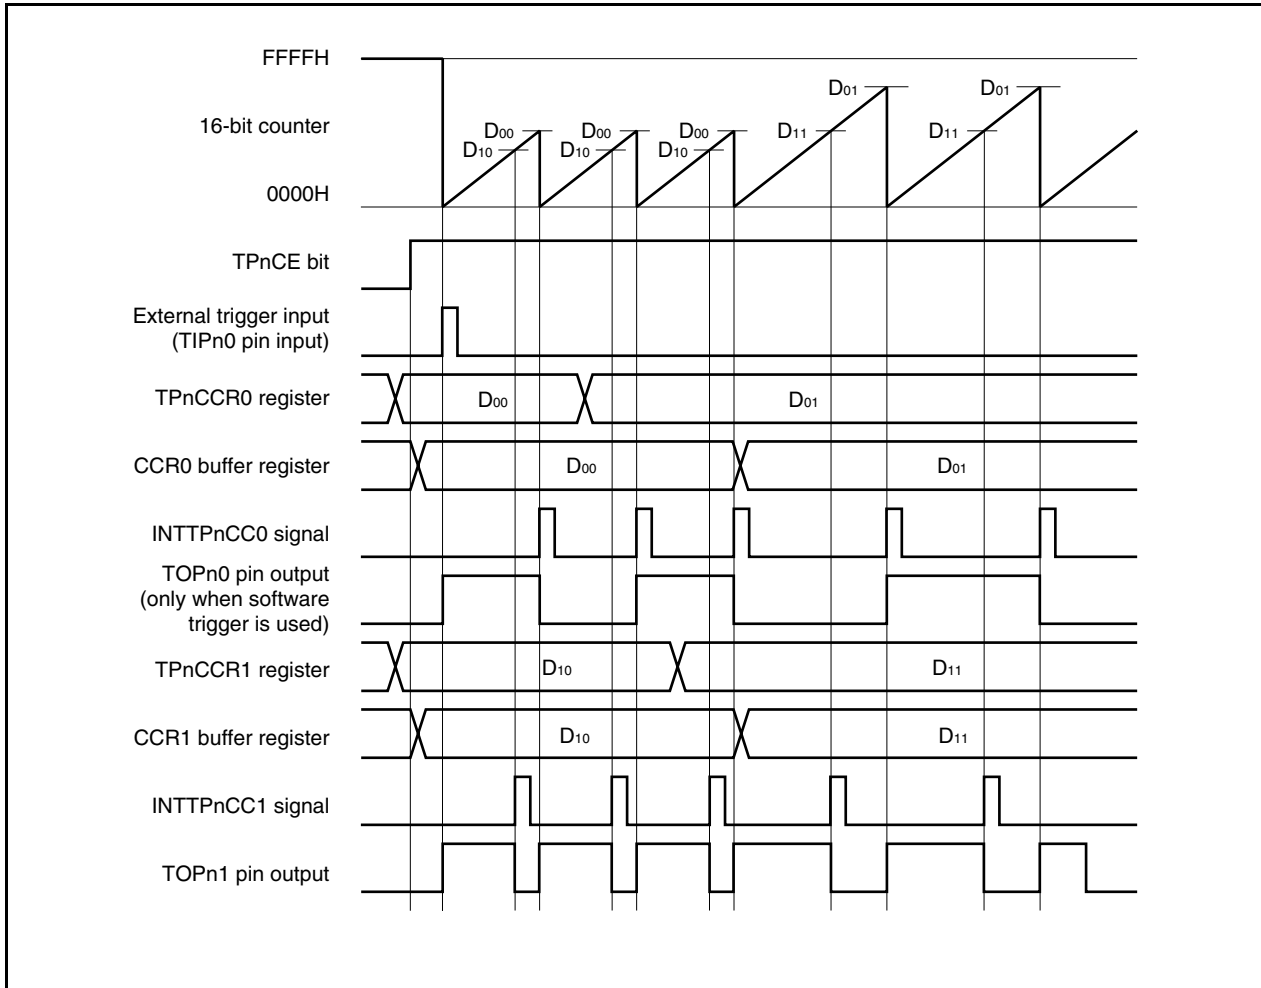 FFFFH
D01 D01
16-bit counter D00 D00 D00 D11 D11
D10 D10 D10
0000H
TPnCE bit
External trigger input
(TIPn0 pin input)
TPnCCR0 register D00 D01
CCR0 buffer register D00 D01
INTTPnCC0 signal
TOPn0 pin output
(only when software
trigger is used)
TPnCCR1 register D10 D11
CCR1 buffer register D10 D11
INTTPnCC1 signal
TOPn1 pin output